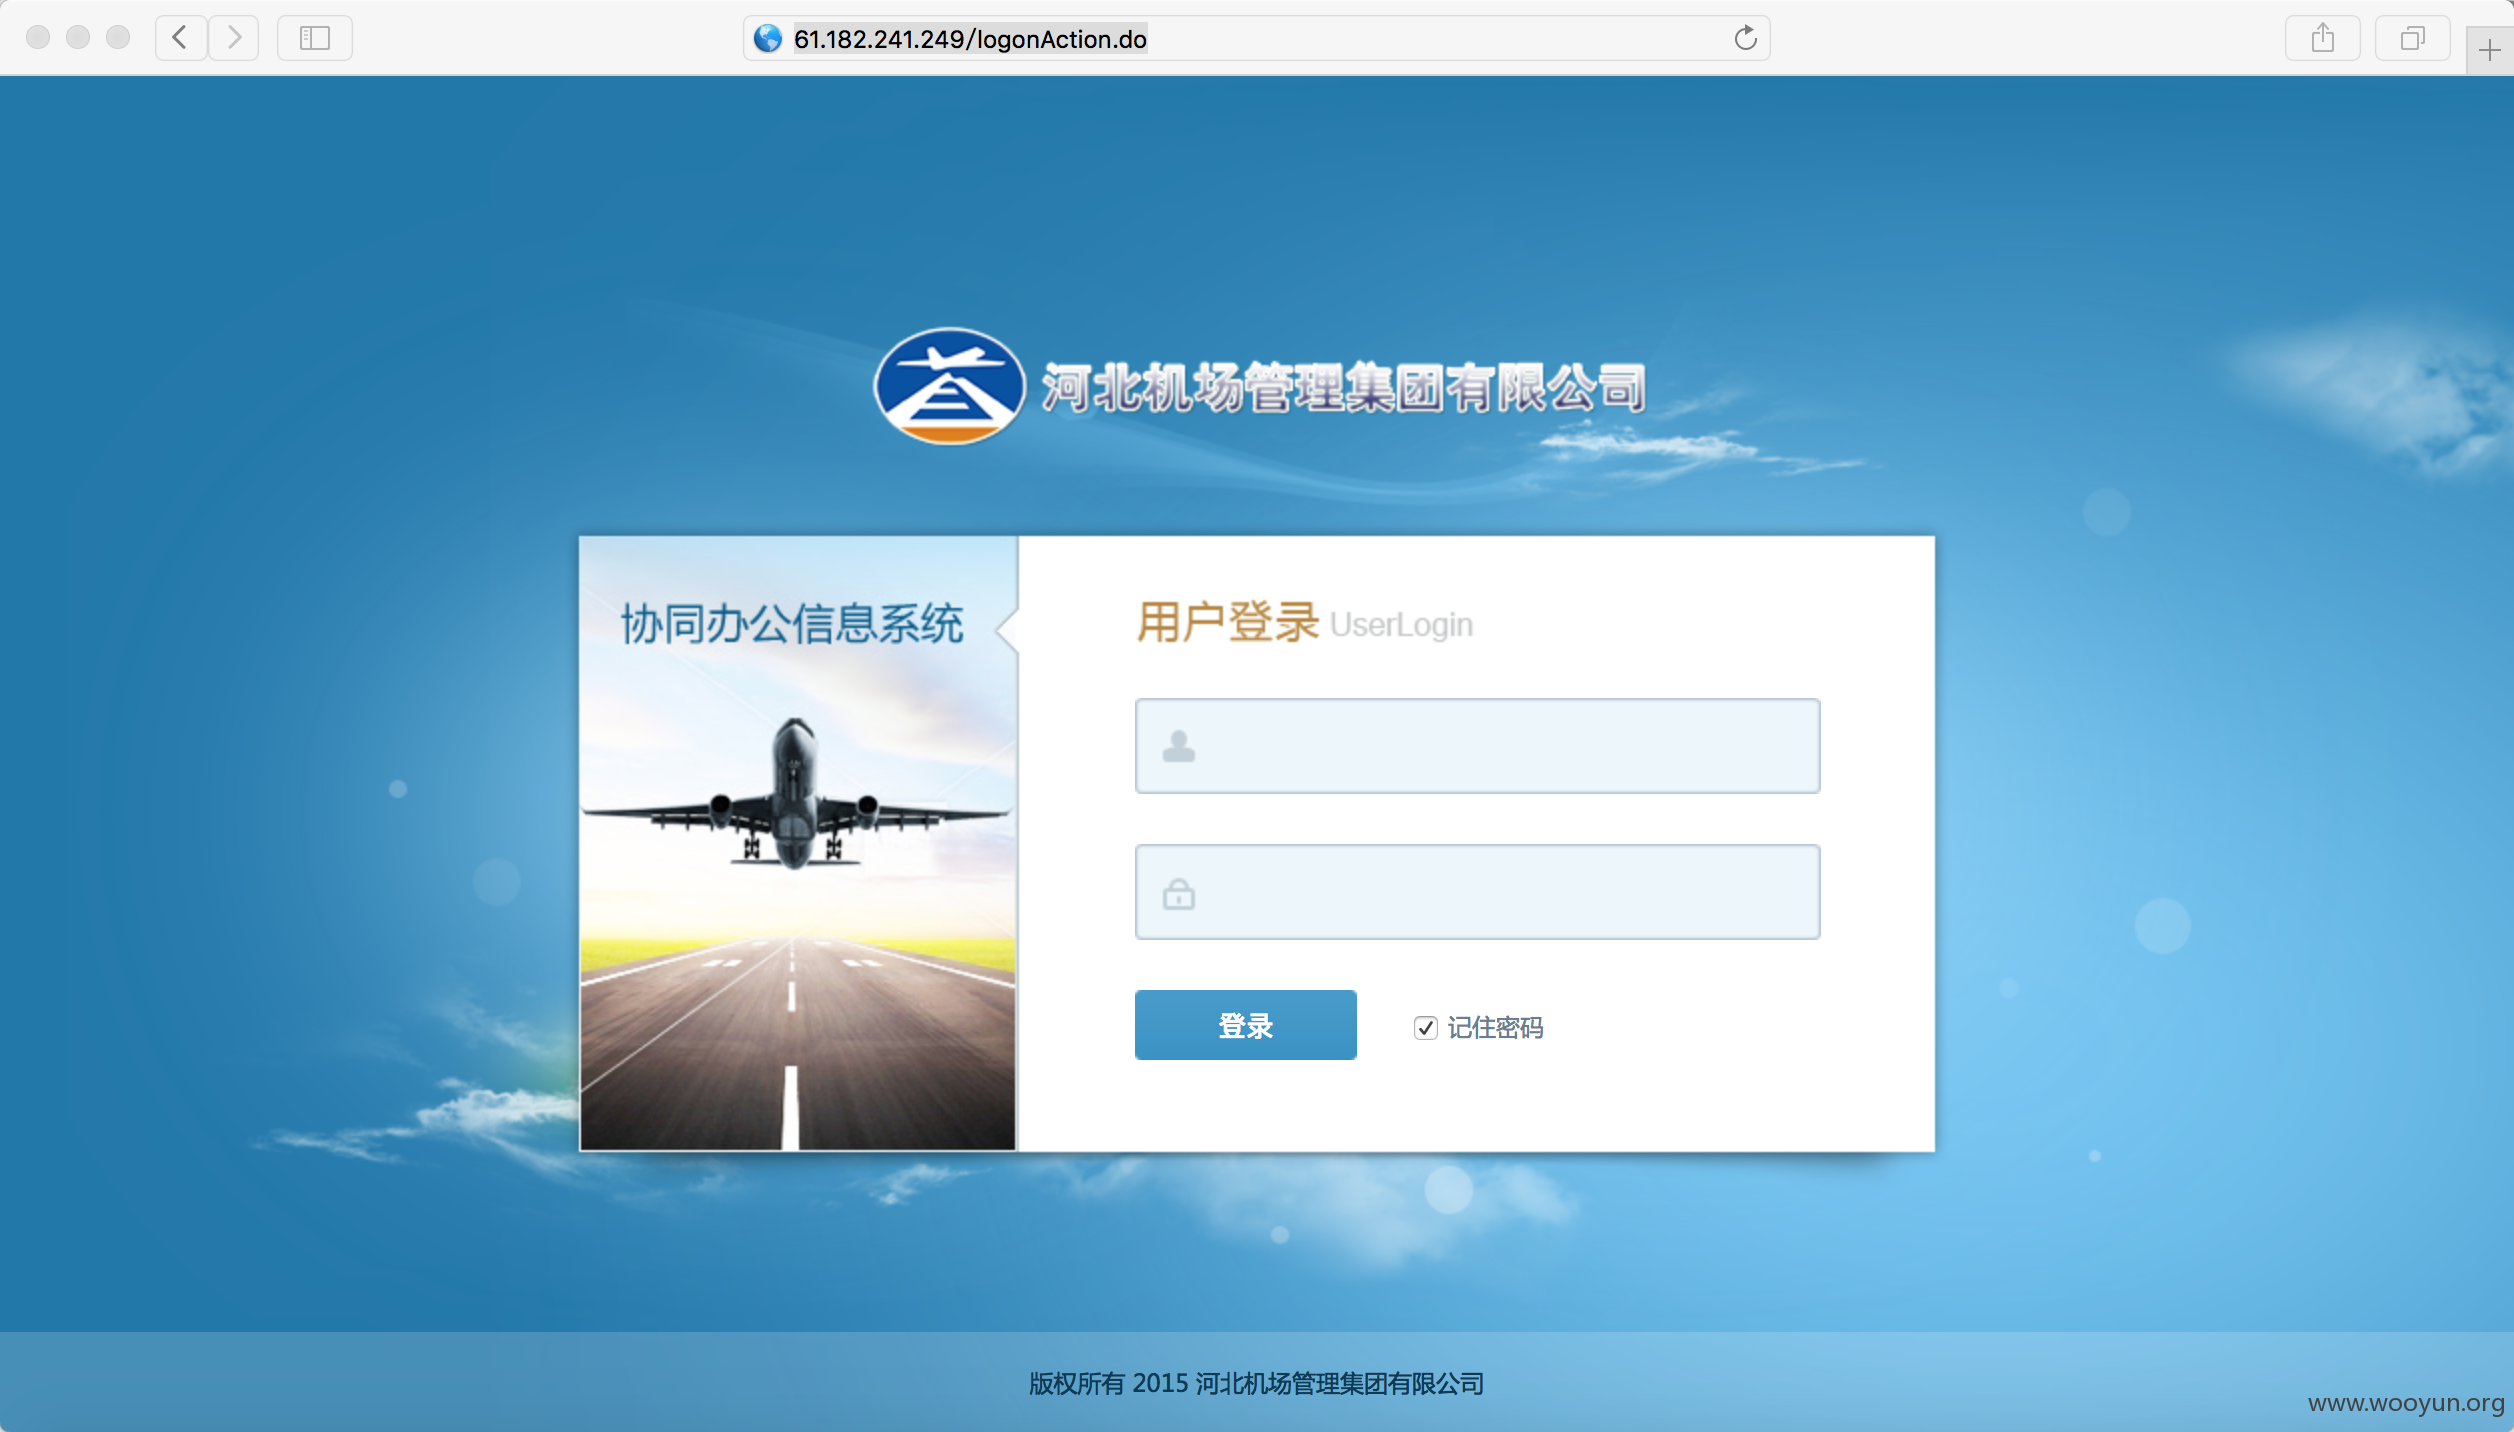 61.182.241.249/logonAction.do
河北机场管理集团有限公司
协同办公信息系统
用户登录 UserLogin
登录
记住密码
版权所有 2015 河北机场管理集团有限公司
www.wooyun.org